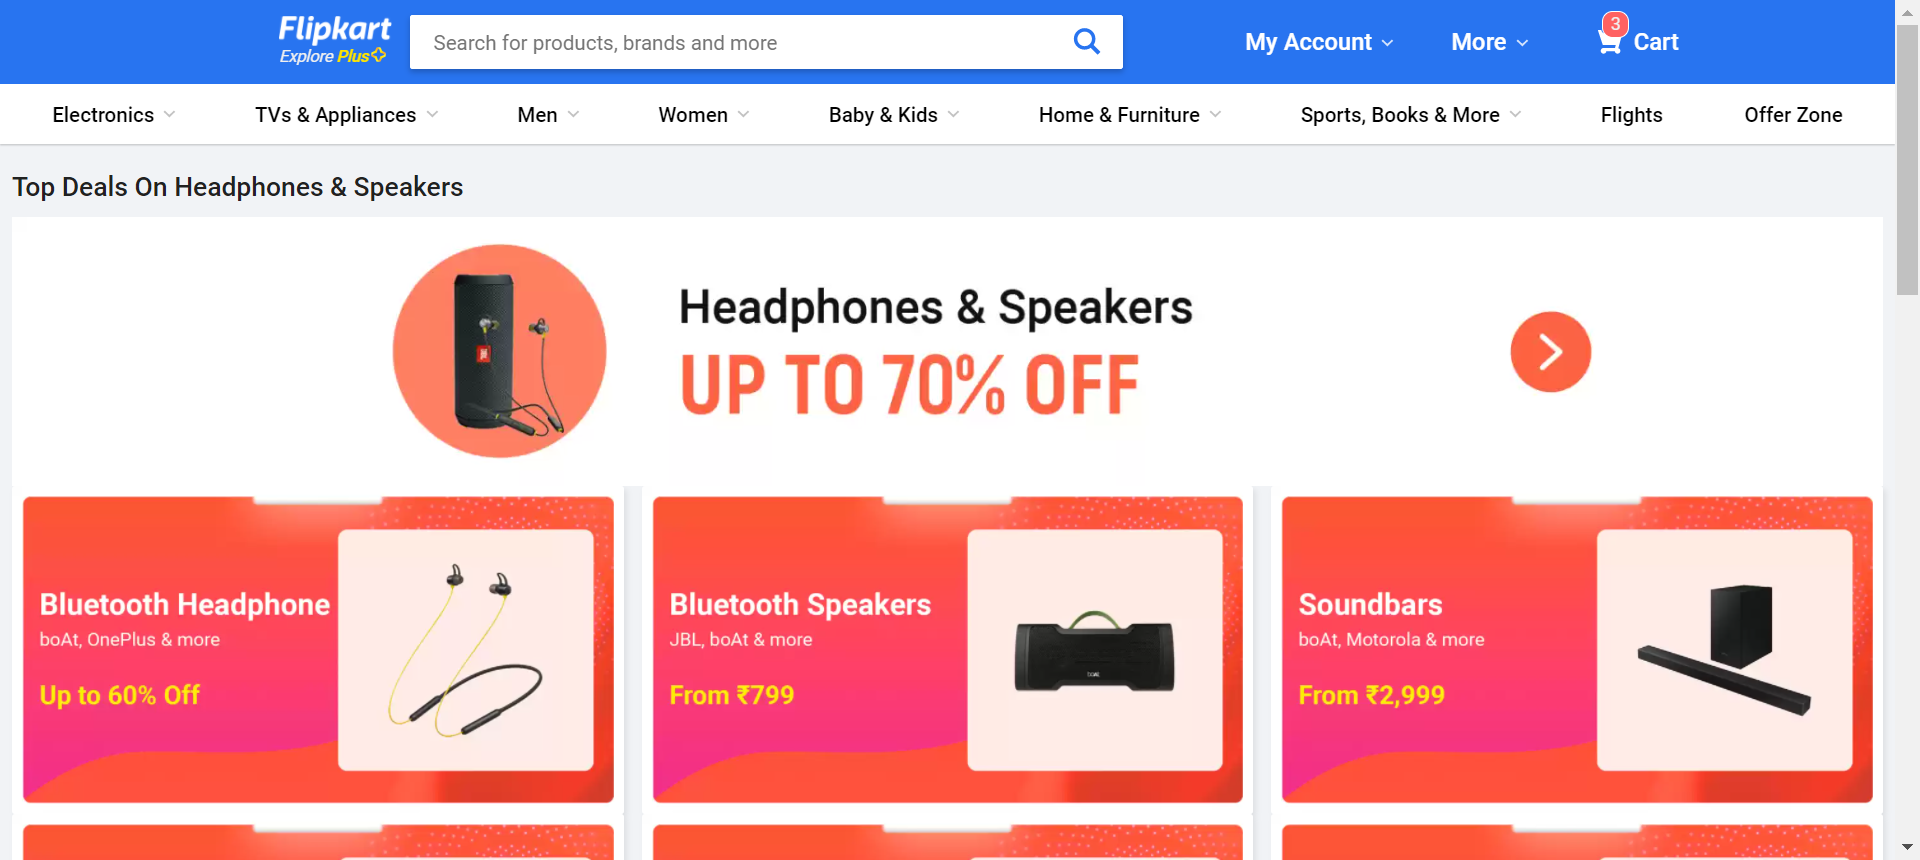 Flipkart
Explore Plus
Search for products, brands and more
My Account
More
3
Cart
Electronics
TVs & Appliances
Men
Women
Baby & Kids
Home & Furniture
Sports, Books & More
Flights
Offer Zone
Top Deals On Headphones & Speakers
Headphones & Speakers
UP TO 70% OFF
JBL
Bluetooth Headphone
boAt, OnePlus & more
Up to 60% Off
Bluetooth Speakers
JBL, boAt & more
From ₹799
boAt
Soundbars
boAt, Motorola & more
From ₹2,999